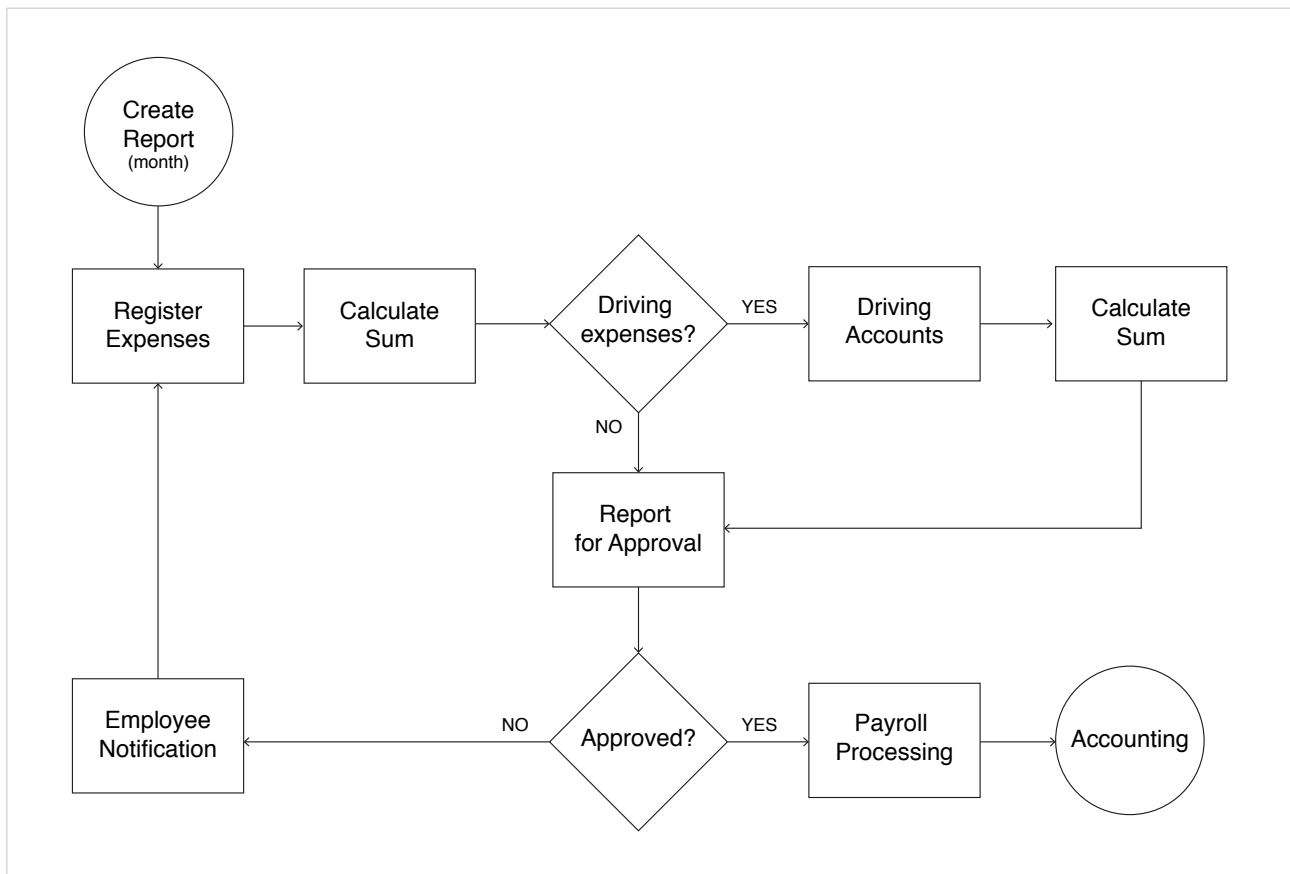 Create
Report
(month)
Register
Expenses
Calculate
Sum
Driving
expenses?
YES
Driving
Accounts
Calculate
Sum
NO
Report
for Approval
Employee
Notification
NO
Approved?
YES
Payroll
Processing
Accounting